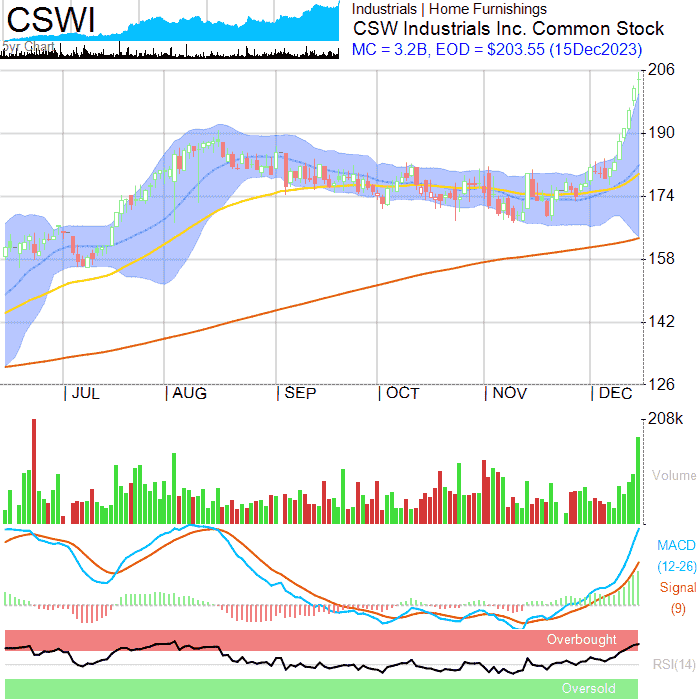 CSWI
5yr Chart
Industrials | Home Furnishings
CSW Industrials Inc. Common Stock
MC = 3.2B, EOD = $203.55 (15Dec2023)
206
190
174
158
142
126
| JUL | AUG | SEP | OCT | NOV | DEC
208k
Volume
MACD
(12-26)
Signal
(9)
Overbought
RSI(14)
Oversold